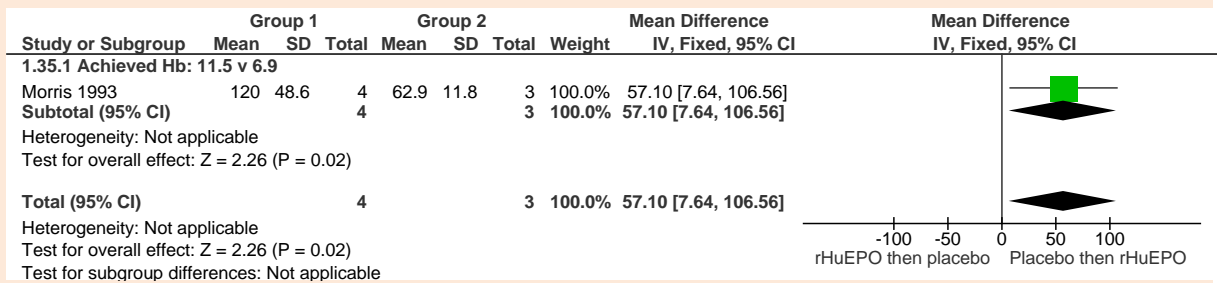 Group 1 Group 2 Mean Difference Mean Difference
Study or Subgroup Mean SD Total Mean SD Total Weight IV, Fixed, 95% CI IV, Fixed, 95% CI
1.35.1 Achieved Hb: 11.5 v 6.9
Morris 1993 120 48.6 4 62.9 11.8 3 100.0% 57.10 [7.64, 106.56]
Subtotal (95% CI) 4 3 100.0% 57.10 [7.64, 106.56]
Heterogeneity: Not applicable
Test for overall effect: Z = 2.26 (P = 0.02)
Total (95% CI) 4 3 100.0% 57.10 [7.64, 106.56]
Heterogeneity: Not applicable
Test for overall effect: Z = 2.26 (P = 0.02)
Test for subgroup differences: Not applicable
-100 -50 0 50 100
rHuEPO then placebo Placebo then rHuEPO